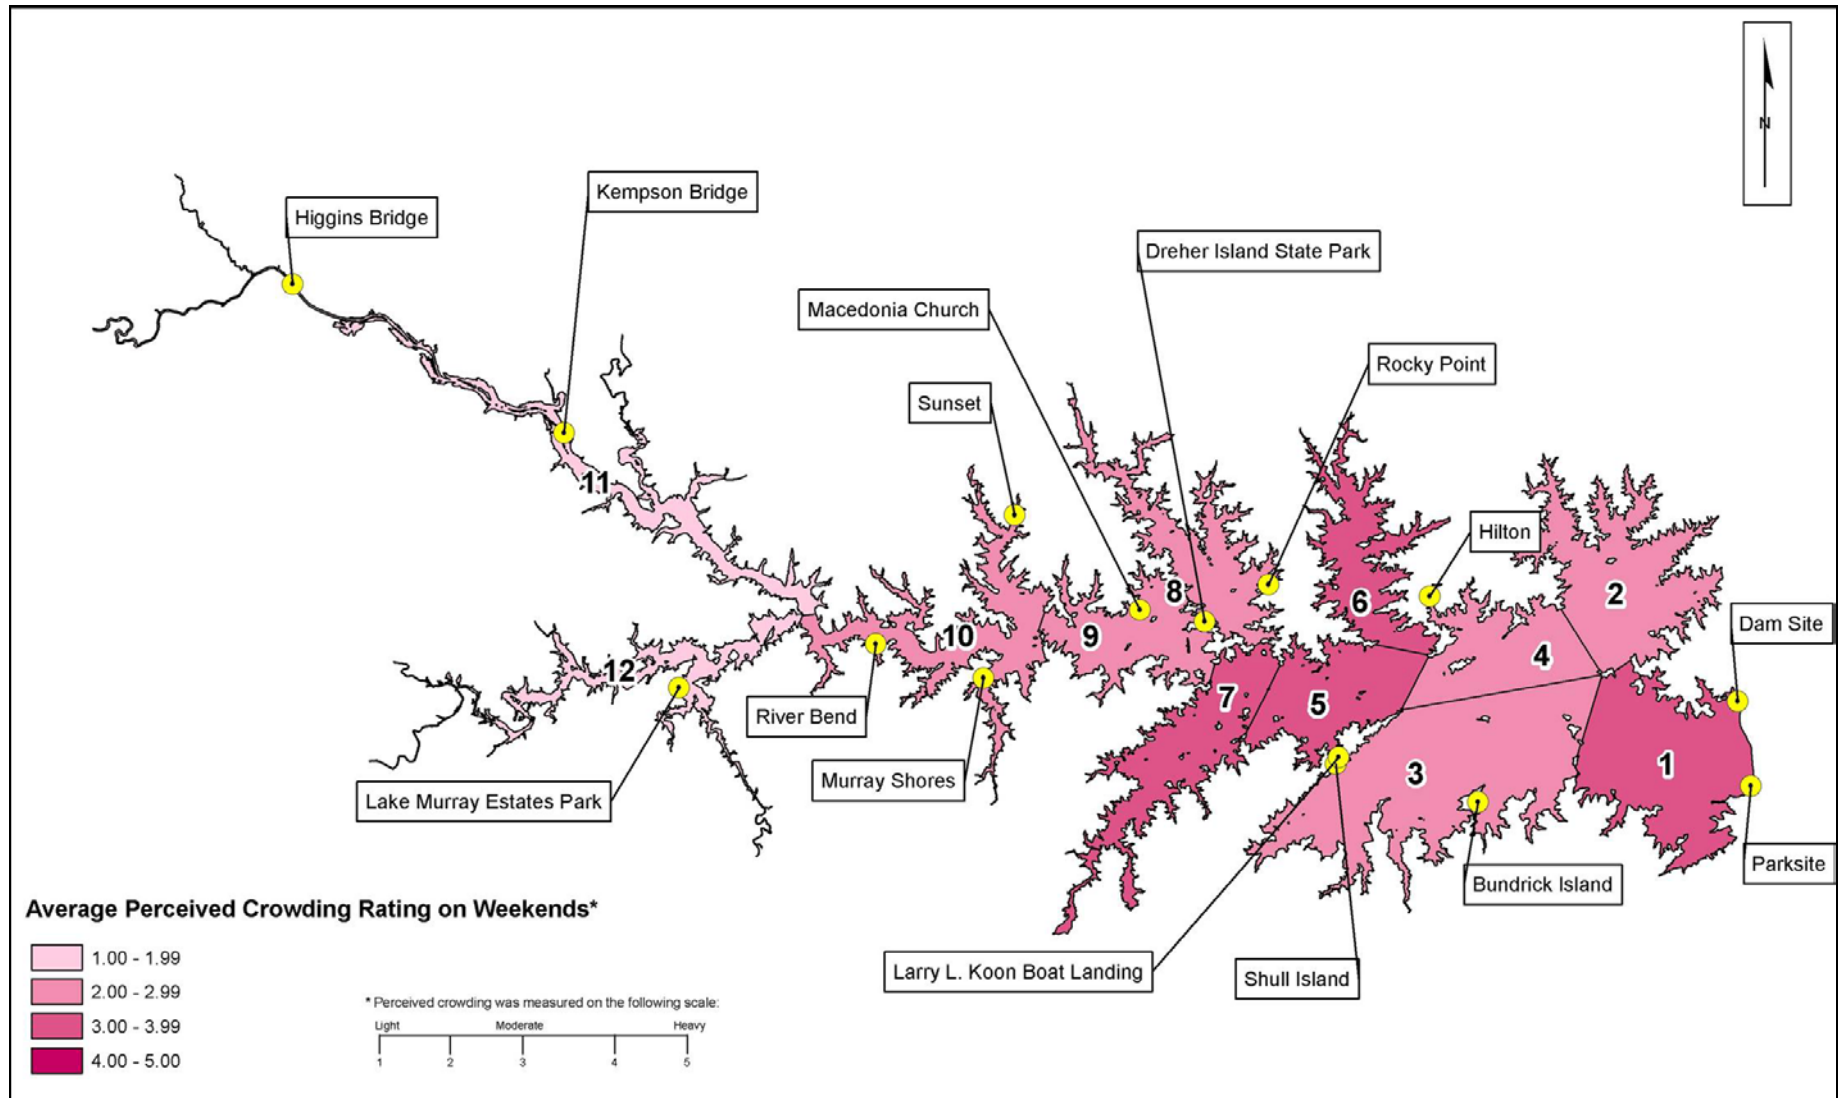 N
Kempson Bridge
Higgins Bridge
Dreher Island State Park
Macedonia Church
Rocky Point
Sunset
Hilton
11
8
6
2
Dam Site
10
9
4
12
7
5
River Bend
1
3
Murray Shores
Lake Murray Estates Park
Parksite
Bundrick Island
Larry L. Koon Boat Landing
Shull Island
Average Perceived Crowding Rating on Weekends*
1.00 - 1.99
2.00 - 2.99
3.00 - 3.99
4.00 - 5.00
* Perceived crowding was measured on the following scale:
Light Moderate Heavy
1 2 3 4 5